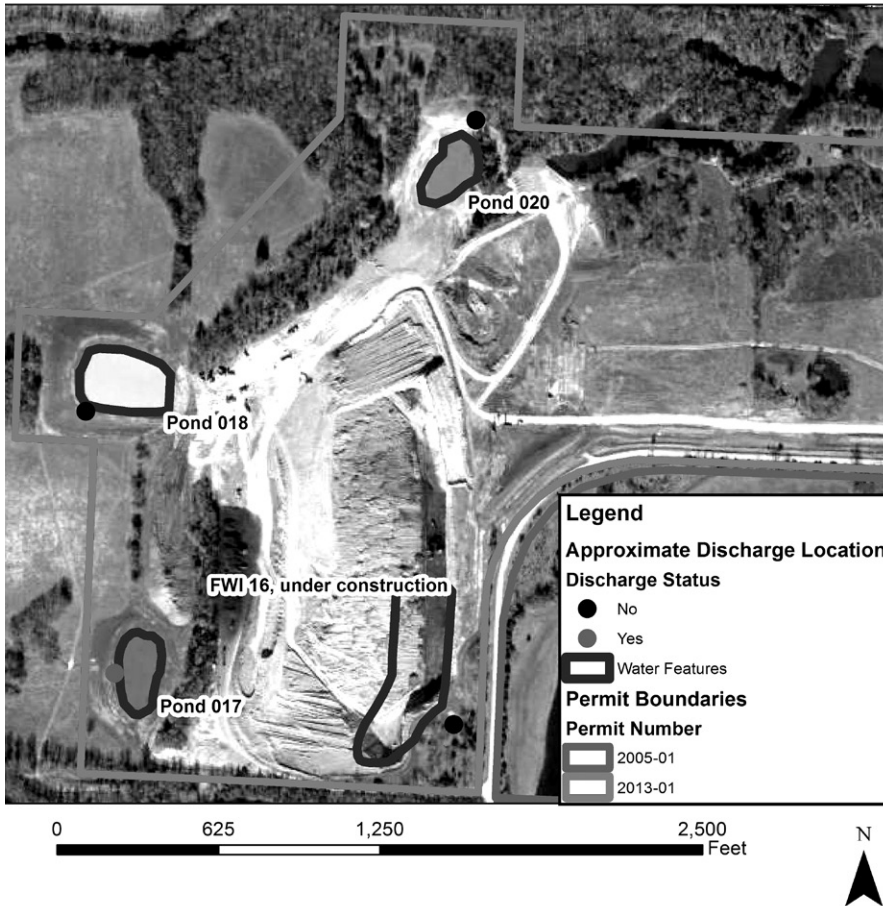 Pond 020
Pond 018
FWI 16, under construction
Pond 017
Legend
Approximate Discharge Location
Discharge Status
No
Yes
Water Features
Permit Boundaries
Permit Number
2005-01
2013-01
0 625 1,250 2,500
Feet
N